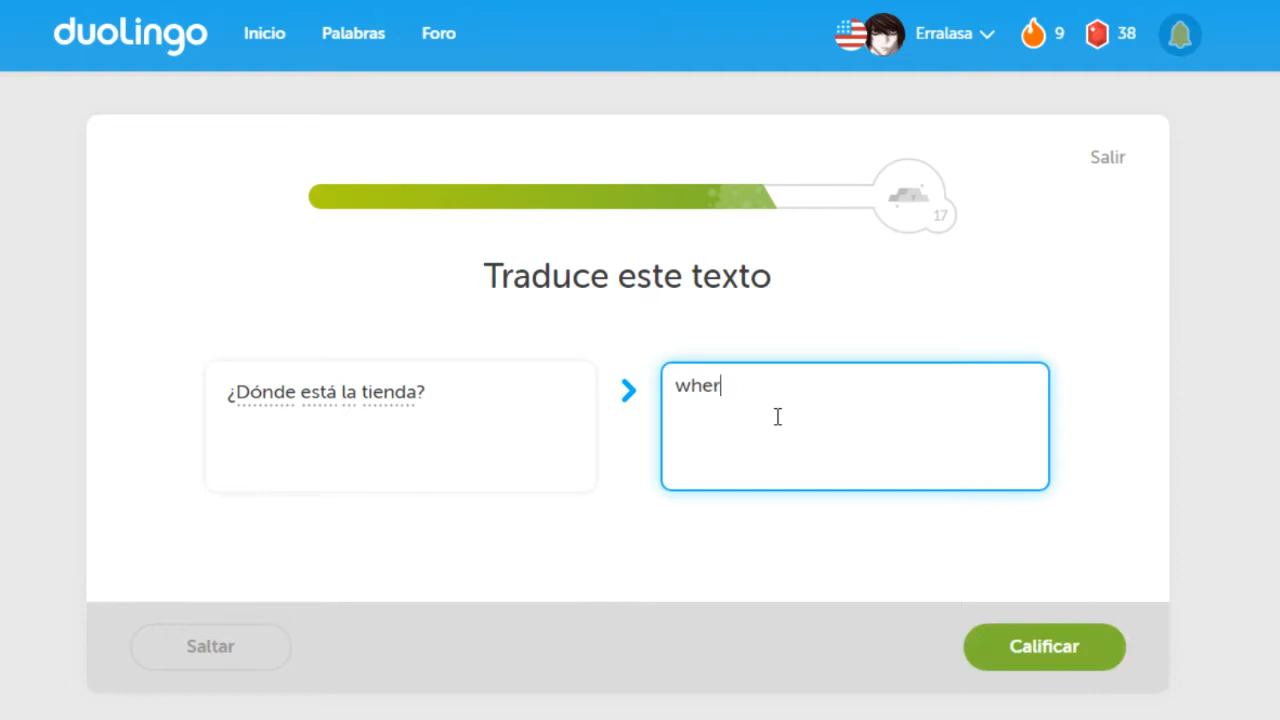 duolingo Inicio Palabras Foro Erralasa 9 38
Salir
17
Traduce este texto
¿Dónde está la tienda? wher
Saltar Calificar